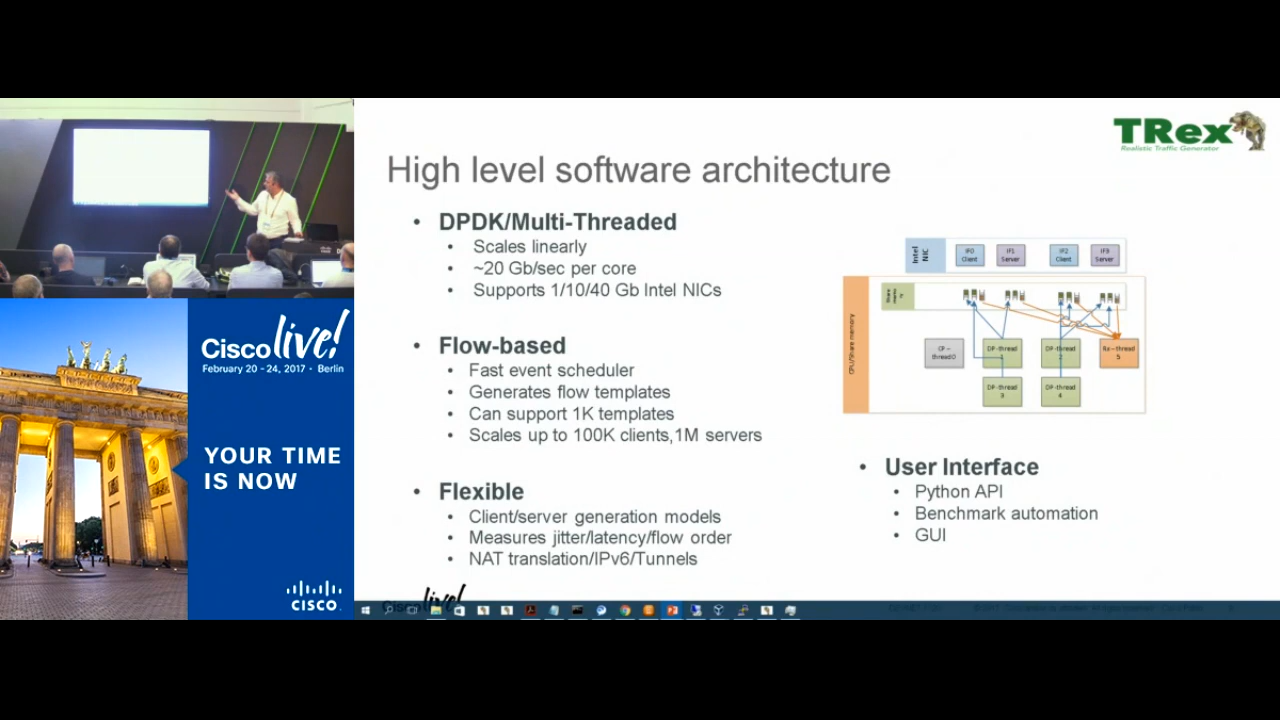 TRex
Realistic Traffic Generator
High level software architecture
• DPDK/Multi-Threaded
• Scales linearly
• ~20 Gb/sec per core
• Supports 1/10/40 Gb Intel NICs
• Flow-based
• Fast event scheduler
• Generates flow templates
• Can support 1K templates
• Scales up to 100K clients,1M servers
• Flexible
• Client/server generation models
• Measures jitter/latency/flow order
• NAT translation/IPv6/Tunnels
Intel
NIC
IF0
Client
IF1
Server
IF2
Client
IF3
Server
CPU/Share memory
CP –
thread0
DP-thread
1
DP-thread
2
Rx–thread
5
DP-thread
3
DP-thread
4
• User Interface
• Python API
• Benchmark automation
• GUI
Cisco live!
February 20 - 24, 2017 · Berlin
YOUR TIME
IS NOW
CISCO
Cisco live!